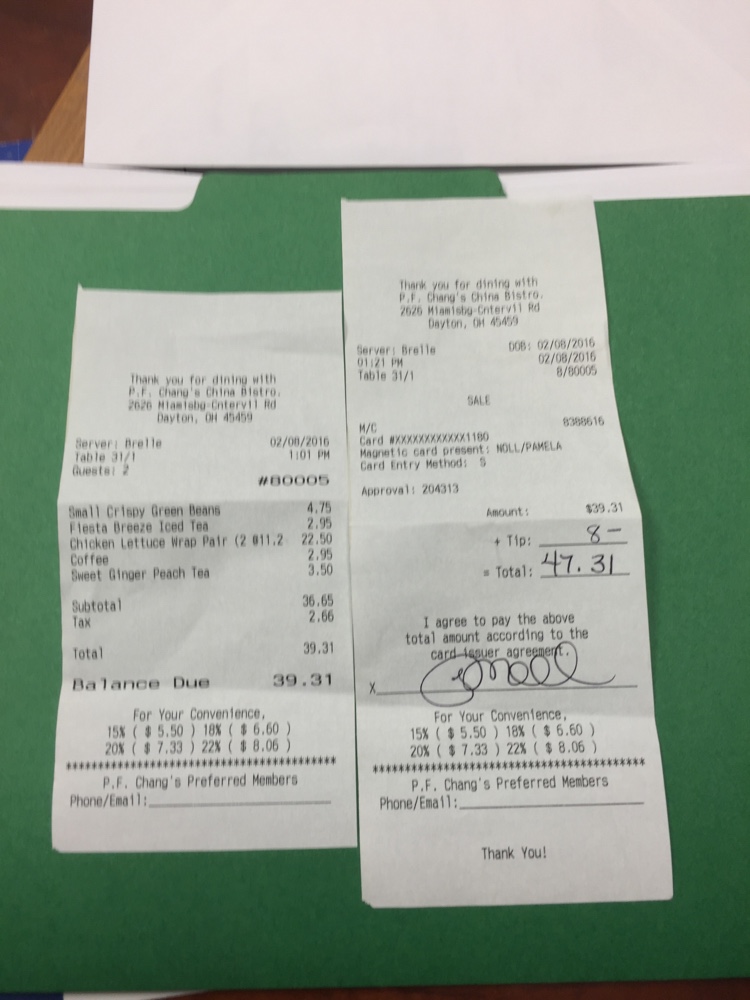 Thank you for dining with
P.F. Chang's China Bistro.
2626 Miamisbg-Cntervll Rd
Dayton, OH 45459
Server: Brelle 02/08/2016
Table 31/1 1:01 PM
Guests: 2
#80005
Small Crispy Green Beans 4.75
Fiesta Breeze Iced Tea 2.95
Chicken Lettuce Wrap Pair (2 @11.2 22.50
Coffee 2.95
Sweet Ginger Peach Tea 3.50
Subtotal 36.65
Tax 2.66
Total 39.31
Balance Due 39.31
For Your Convenience,
15% ( $ 5.50 ) 18% ( $ 6.60 )
20% ( $ 7.33 ) 22% ( $ 8.06 )
****************************************
P.F. Chang's Preferred Members
Phone/Email:
Thank you for dining with
P.F. Chang's China Bistro.
2626 Miamisbg-Cntervll Rd
Dayton, OH 45459
Server: Brelle DOB: 02/08/2016
01:21 PM 02/08/2016
Table 31/1 8/80005
SALE
M/C 8388616
Card #XXXXXXXXXXXX1180
Magnetic card present: NOLL/PAMELA
Card Entry Method: S
Approval: 204313
Amount: $39.31
+ Tip: 8 —
= Total: 47.31
I agree to pay the above
total amount according to the
card issuer agreement.
X
For Your Convenience,
15% ( $ 5.50 ) 18% ( $ 6.60 )
20% ( $ 7.33 ) 22% ( $ 8.06 )
****************************************
P.F. Chang's Preferred Members
Phone/Email:
Thank You!